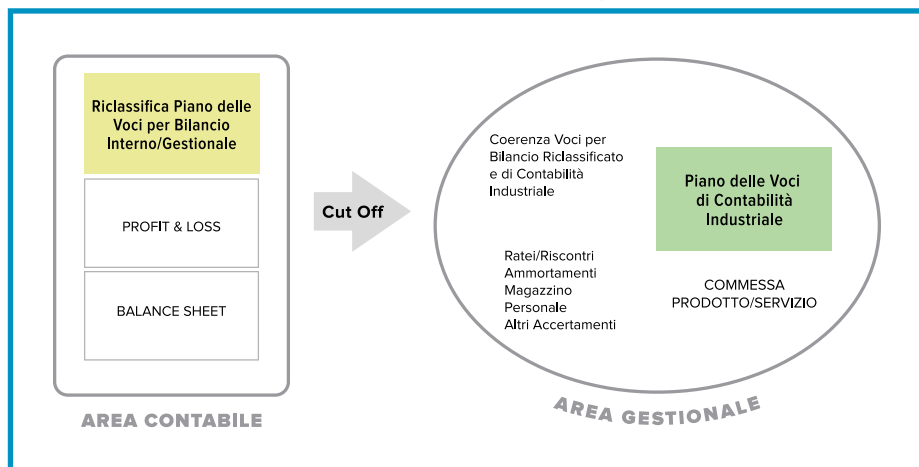 Riclassifica Piano delle
Voci per Bilancio
Interno/Gestionale
PROFIT & LOSS
BALANCE SHEET
AREA CONTABILE
Cut Off
Coerenza Voci per
Bilancio Riclassificato
e di Contabilità
Industriale
Piano delle Voci
di Contabilità
Industriale
Ratei/Riscontri
Ammortamenti
Magazzino
Personale
Altri Accertamenti
COMMESSA
PRODOTTO/SERVIZIO
AREA GESTIONALE